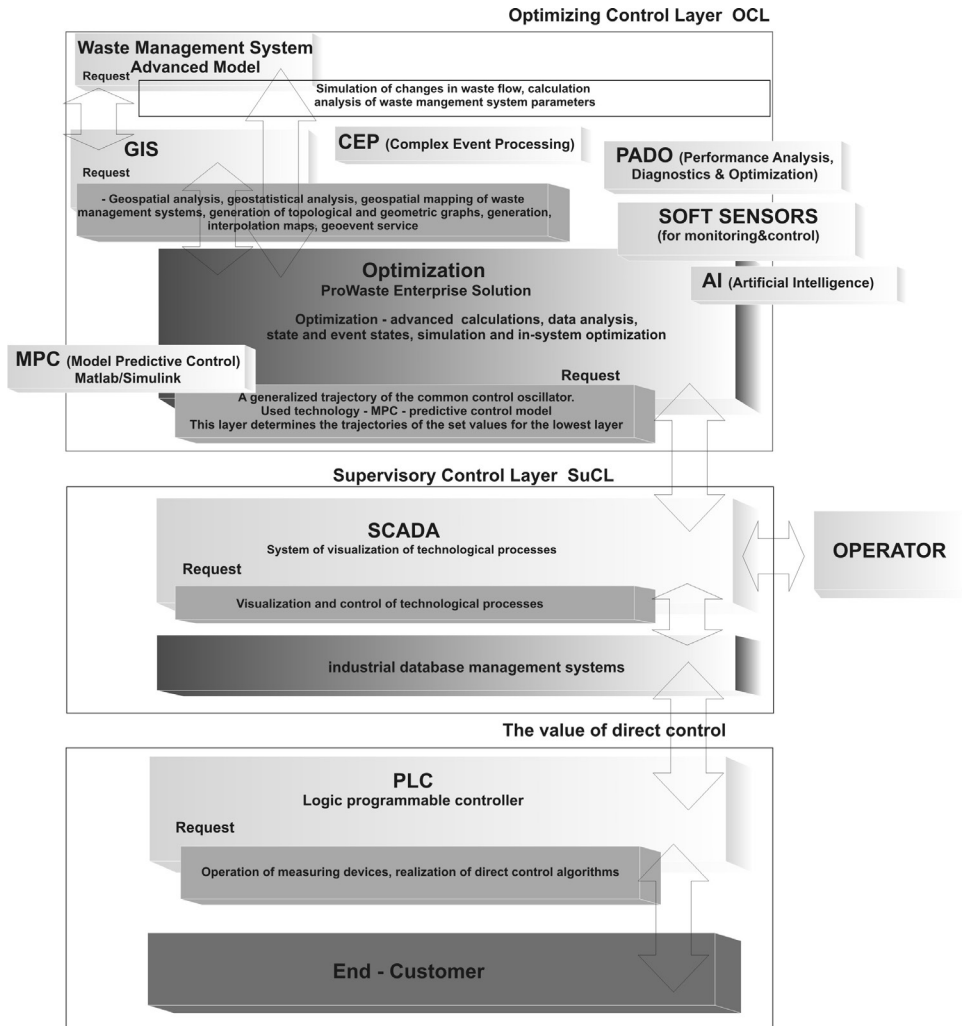 Optimizing Control Layer OCL
Waste Management System
Advanced Model
Request
Simulation of changes in waste flow, calculation
analysis of waste mangement system parameters
GIS
Request
CEP (Complex Event Processing)
PADO (Performance Analysis,
Diagnostics & Optimization)
- Geospatial analysis, geostatistical analysis, geospatial mapping of waste
management systems, generation of topological and geometric graphs, generation,
interpolation maps, geoevent service
SOFT SENSORS
(for monitoring&control)
Optimization
ProWaste Enterprise Solution
AI (Artificial Intelligence)
Optimization - advanced calculations, data analysis,
state and event states, simulation and in-system optimization
MPC (Model Predictive Control)
Matlab/Simulink
Request
A generalized trajectory of the common control oscillator.
Used technology - MPC - predictive control model
This layer determines the trajectories of the set values for the lowest layer
Supervisory Control Layer SuCL
SCADA
System of visualization of technological processes
Request
OPERATOR
Visualization and control of technological processes
industrial database management systems
The value of direct control
PLC
Logic programmable controller
Request
Operation of measuring devices, realization of direct control algorithms
End - Customer